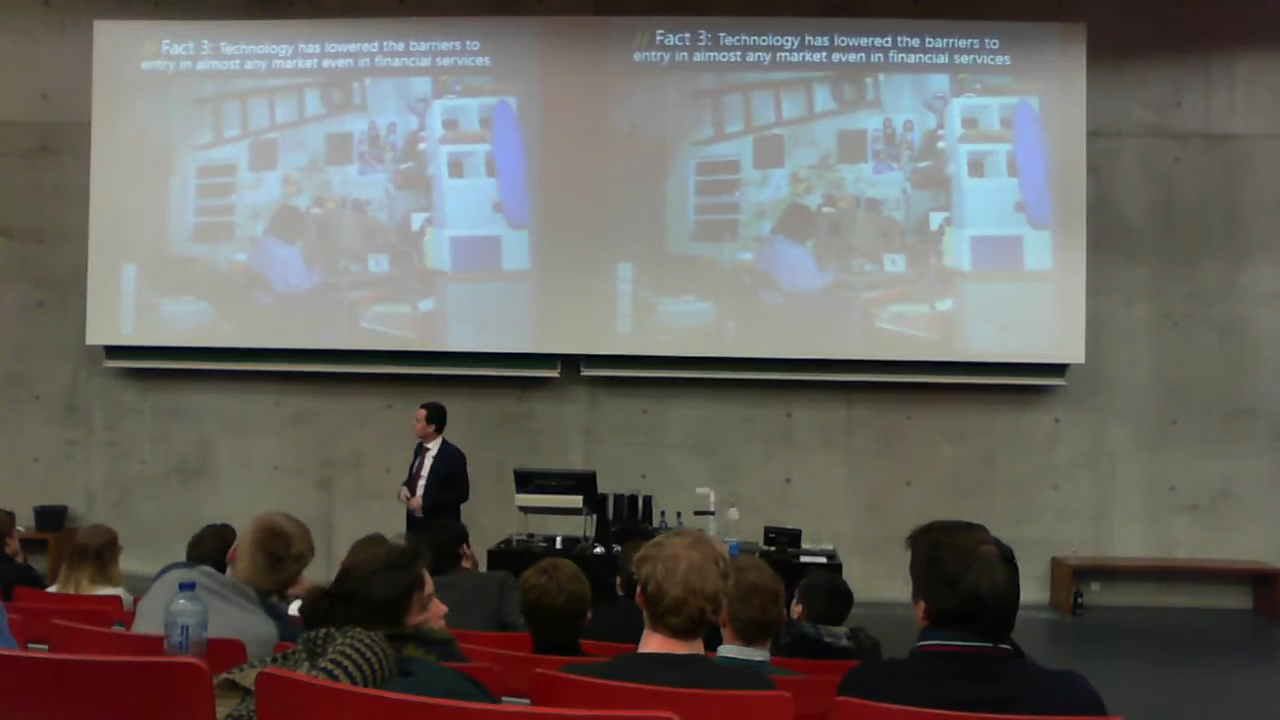 // Fact 3: Technology has lowered the barriers to
entry in almost any market even in financial services
// Fact 3: Technology has lowered the barriers to
entry in almost any market even in financial services